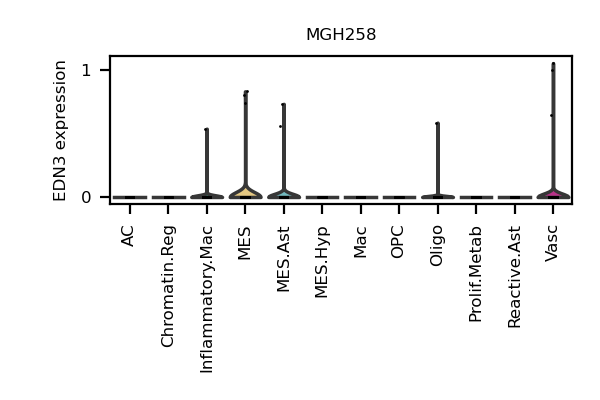 MGH258
EDN3 expression
1
0
AC
Chromatin.Reg
Inflammatory.Mac
MES
MES.Ast
MES.Hyp
Mac
OPC
Oligo
Prolif.Metab
Reactive.Ast
Vasc